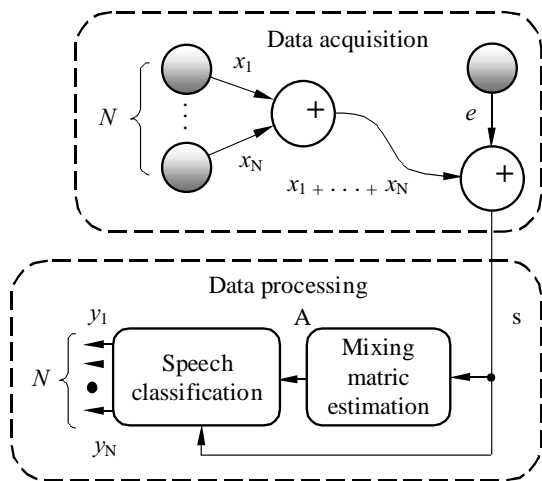 Data acquisition
x1
N
. . .
+
e
xN
+
x1 + . . . + xN
Data processing
y1
A
s
N
Speech
classification
Mixing
matric
estimation
yN